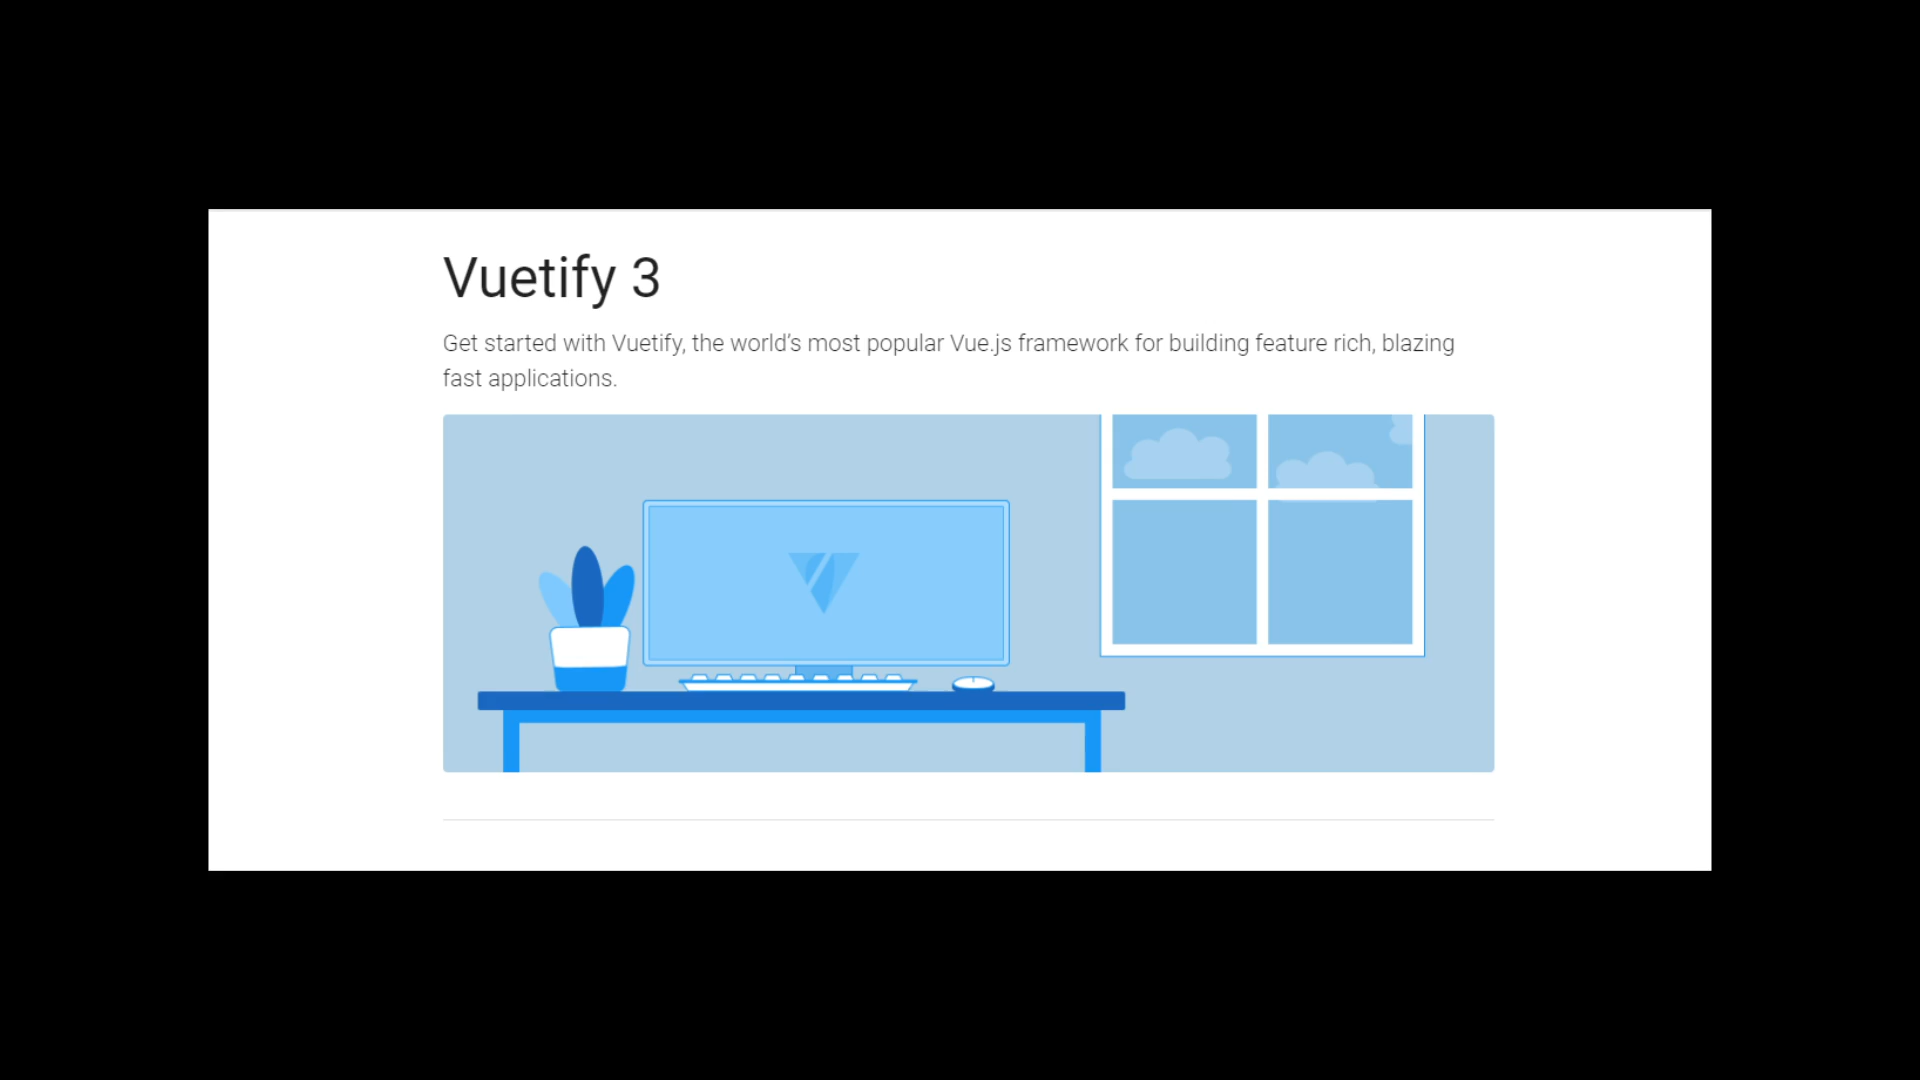 Vuetify 3
Get started with Vuetify, the world's most popular Vue.js framework for building feature rich, blazing
fast applications.